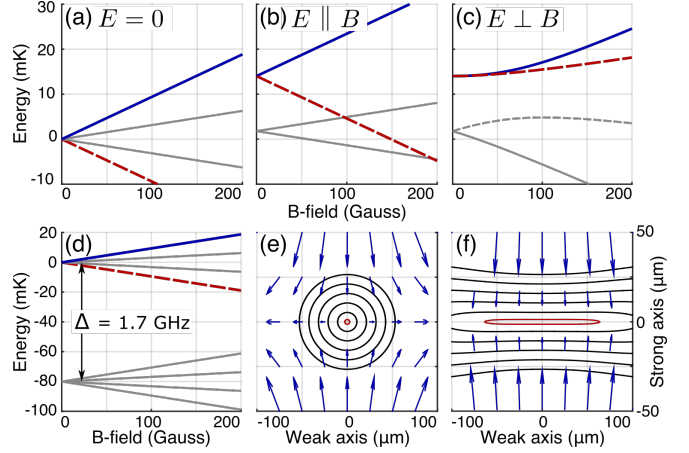 (a) E = 0
(b) E ∥ B
(c) E ⊥ B
Energy (mK)
30
20
10
0
-10
0 100 200
0 100 200
0 100 200
B-field (Gauss)
(d)
(e)
(f)
Energy (mK)
20
0
-20
-40
-60
-80
-100
Δ = 1.7 GHz
0 100 200
B-field (Gauss)
-100 0 100
Weak axis (μm)
-100 0 100
Weak axis (μm)
50
0
-50
Strong axis (μm)